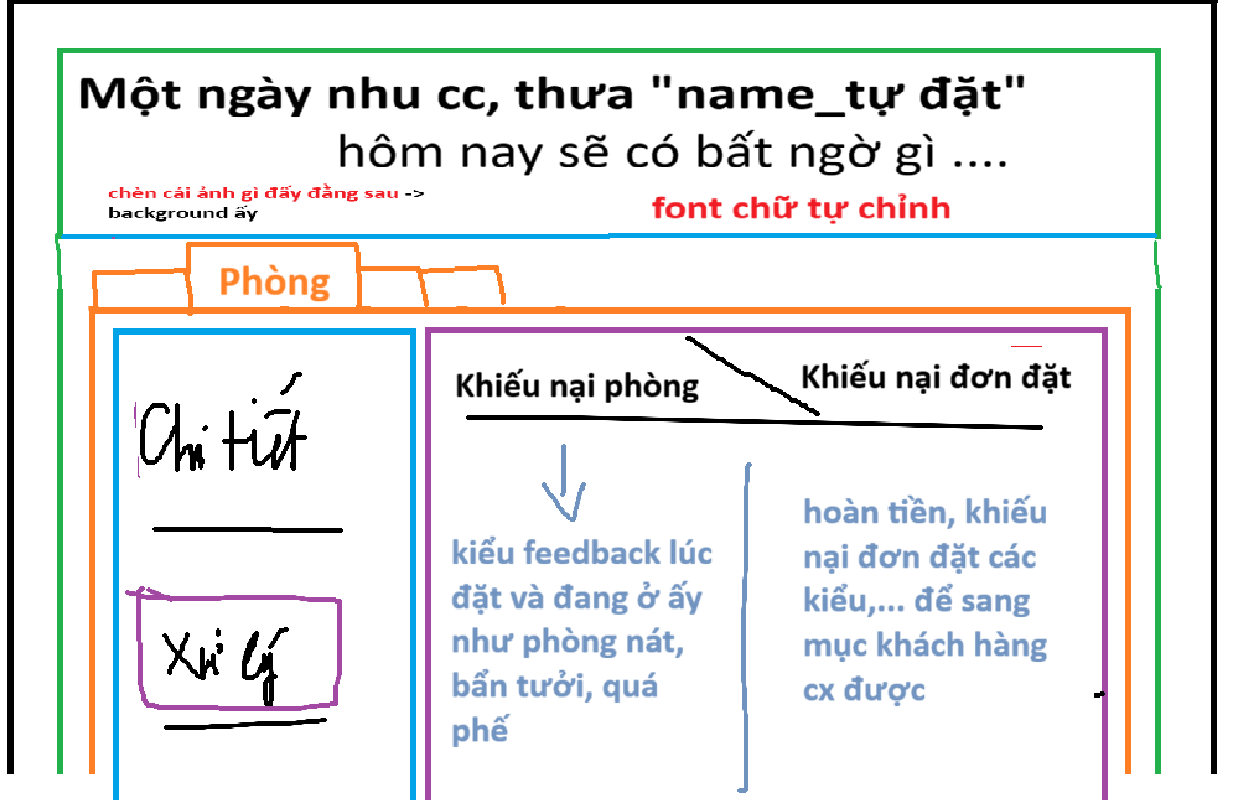 Một ngày nhu cc, thưa "name_tự đặt"
hôm nay sẽ có bất ngờ gì ....
chèn cái ảnh gì đấy đằng sau ->
background ấy
font chữ tự chỉnh
Phòng
Chi tiết
Xử lý
Khiếu nại phòng
Khiếu nại đơn đặt
kiểu feedback lúc
đặt và đang ở ấy
như phòng nát,
bẩn tưởi, quá
phế
hoàn tiền, khiếu
nại đơn đặt các
kiểu,... để sang
mục khách hàng
cx được